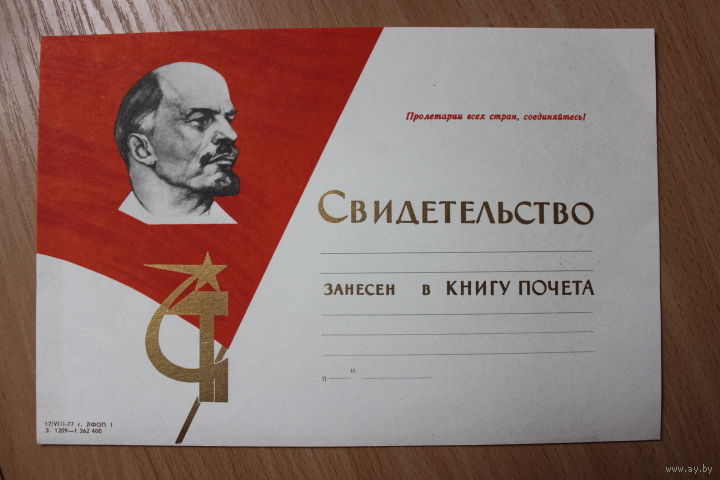 Пролетарии всех стран, соединяйтесь!
СВИДЕТЕЛЬСТВО
ЗАНЕСЕН В КНИГУ ПОЧЕТА
" "
17/VIII-77 г. ЛФОП 1
З. 1209—1 362 400
www.ay.by